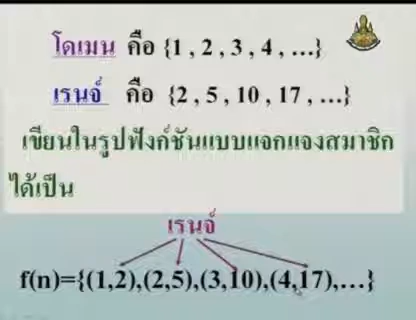 โดเมน คือ {1 , 2 , 3 , 4 , ...}
เรนจ์ คือ {2 , 5 , 10 , 17 , ...}
เขียนในรูปฟังก์ชันแบบแจกแจงสมาชิก
ได้เป็น
เรนจ์
f(n)={(1,2),(2,5),(3,10),(4,17),...}